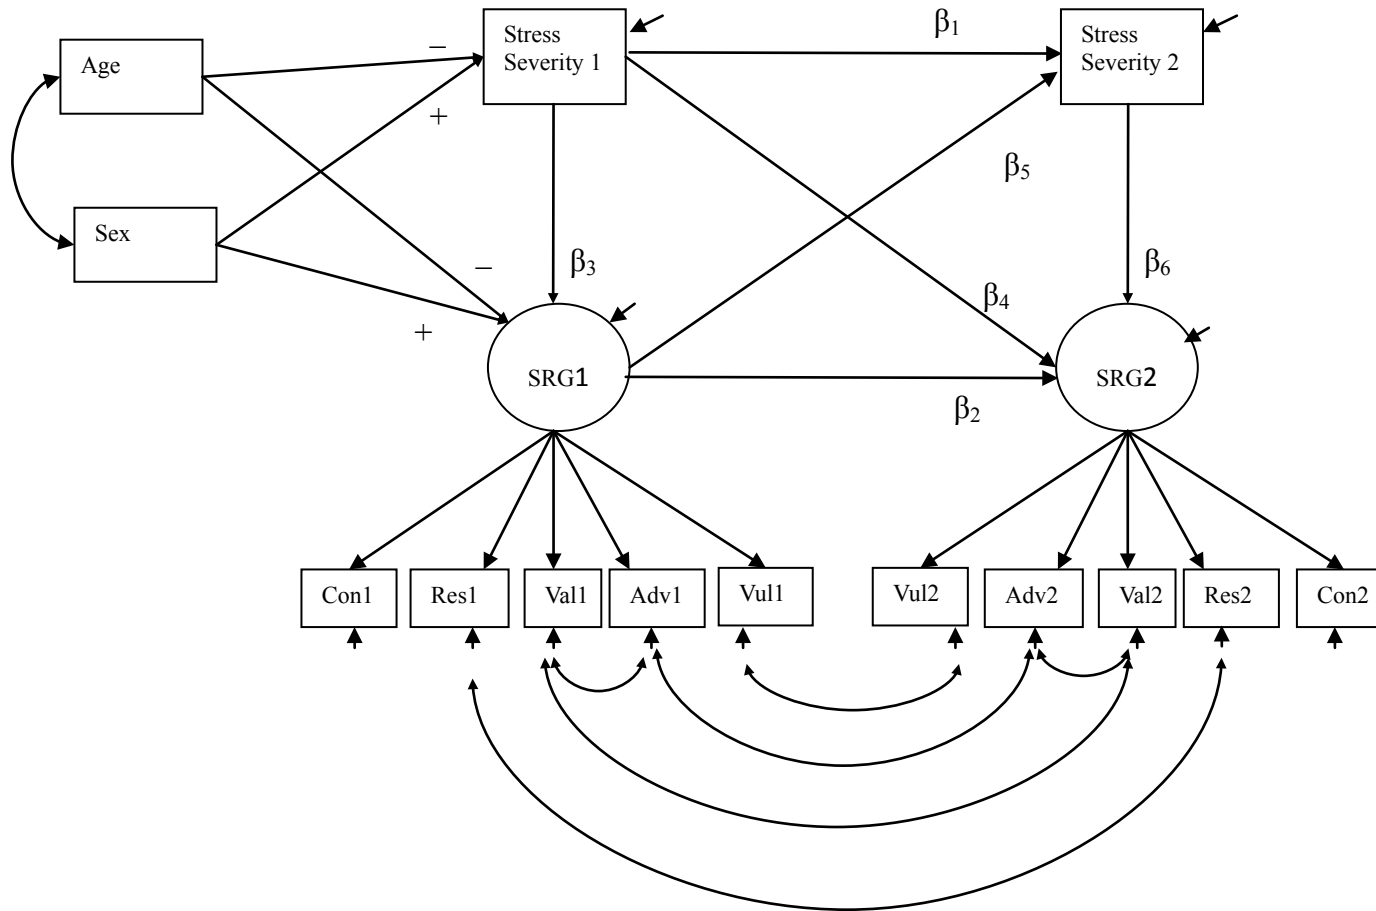 Age
Sex
Stress
Severity 1
Stress
Severity 2
β1
−
+
β5
−
β3
β4
β6
+
SRG1
SRG2
β2
Con1
Res1
Val1
Adv1
Vul1
Vul2
Adv2
Val2
Res2
Con2